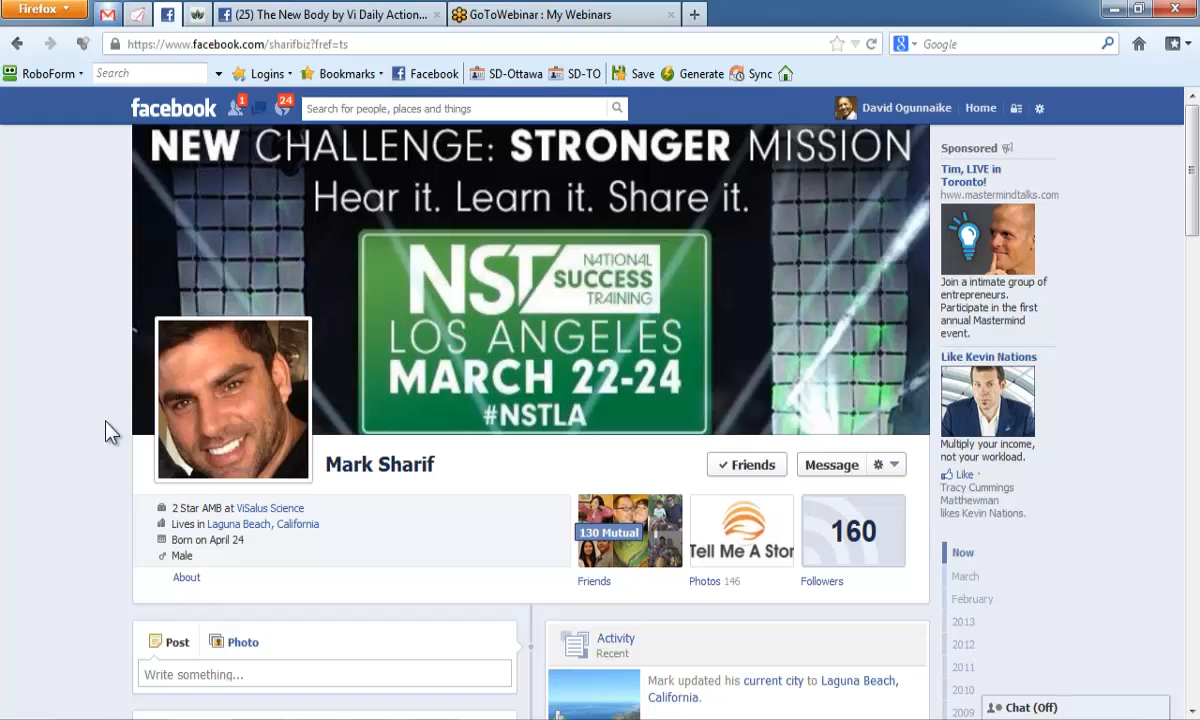 Firefox
(25) The New Body by Vi Daily Action...
GoToWebinar : My Webinars
https://www.facebook.com/sharifbiz?fref=ts
Google
RoboForm
Search
Logins
Bookmarks
Facebook
SD-Ottawa
SD-TO
Save
Generate
Sync
facebook
1
24
Search for people, places and things
David Ogunnaike
Home
NEW CHALLENGE: STRONGER MISSION
Hear it. Learn it. Share it.
NST NATIONAL SUCCESS TRAINING
LOS ANGELES
MARCH 22-24
#NSTLA
Mark Sharif
Friends
Message
2 Star AMB at ViSalus Science
Lives in Laguna Beach, California
Born on April 24
Male
About
130 Mutual
Friends
Tell Me A Stor
Photos 146
160
Followers
Post
Photo
Write something...
Activity
Recent
Mark updated his current city to Laguna Beach,
California.
Sponsored
Tim, LIVE in
Toronto!
hww.mastermindtalks.com
Join a intimate group of
entrepreneurs.
Participate in the first
annual Mastermind
event.
Like Kevin Nations
Multiply your income,
not your workload.
Like ·
Tracy Cummings
Matthewman
likes Kevin Nations.
Now
March
February
2013
2012
2011
2010
2009
Chat (Off)